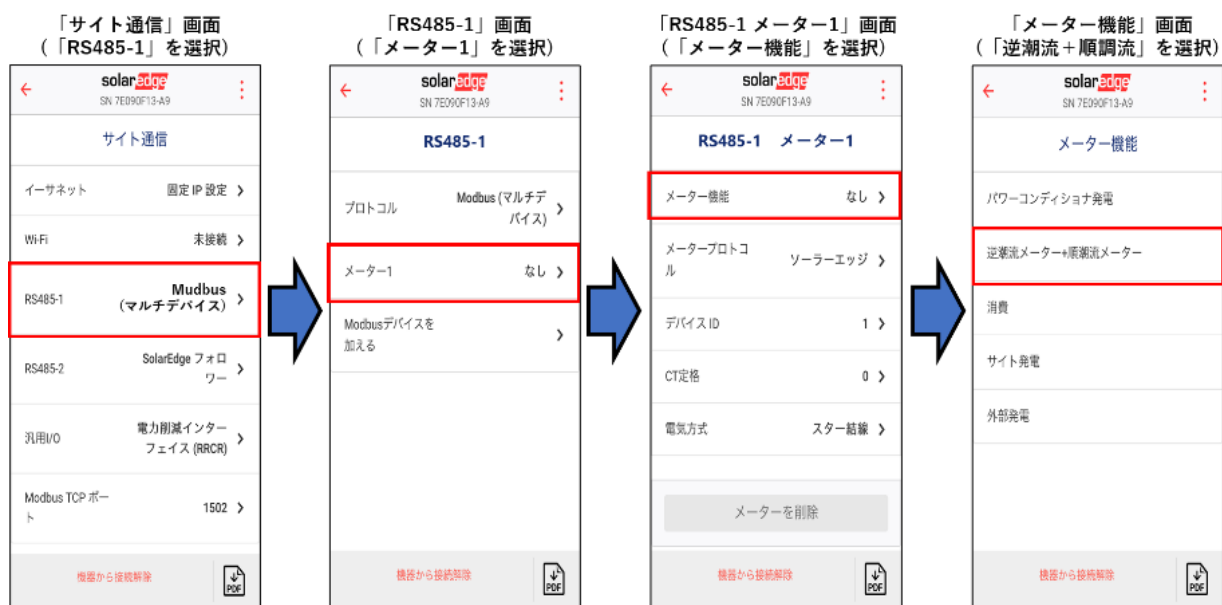 「サイト通信」画面
（「RS485-1」を選択）
solaredge
SN 7E090F13-A9
サイト通信
イーサネット 固定 IP 設定
Wi-Fi 未接続
RS485-1 Mudbus
（マルチデバイス）
RS485-2 SolarEdge フォロ
ワー
汎用I/O 電力削減インター
フェイス (RRCR)
Modbus TCP ポー
ト 1502
機器から接続解除
PDF
「RS485-1」画面
（「メーター1」を選択）
solaredge
SN 7E090F13-A9
RS485-1
プロトコル Modbus (マルチデ
バイス)
メーター1 なし
Modbusデバイスを
加える
機器から接続解除
PDF
「RS485-1 メーター1」画面
（「メーター機能」を選択）
solaredge
SN 7E090F13-A9
RS485-1 メーター1
メーター機能 なし
メータープロトコ
ル ソーラーエッジ
デバイス ID 1
CT定格 0
電気方式 スター結線
メーターを削除
機器から接続解除
PDF
「メーター機能」画面
（「逆潮流＋順調流」を選択）
solaredge
SN 7E090F13-A9
メーター機能
パワーコンディショナ発電
逆潮流メーター+順潮流メーター
消費
サイト発電
外部発電
機器から接続解除
PDF